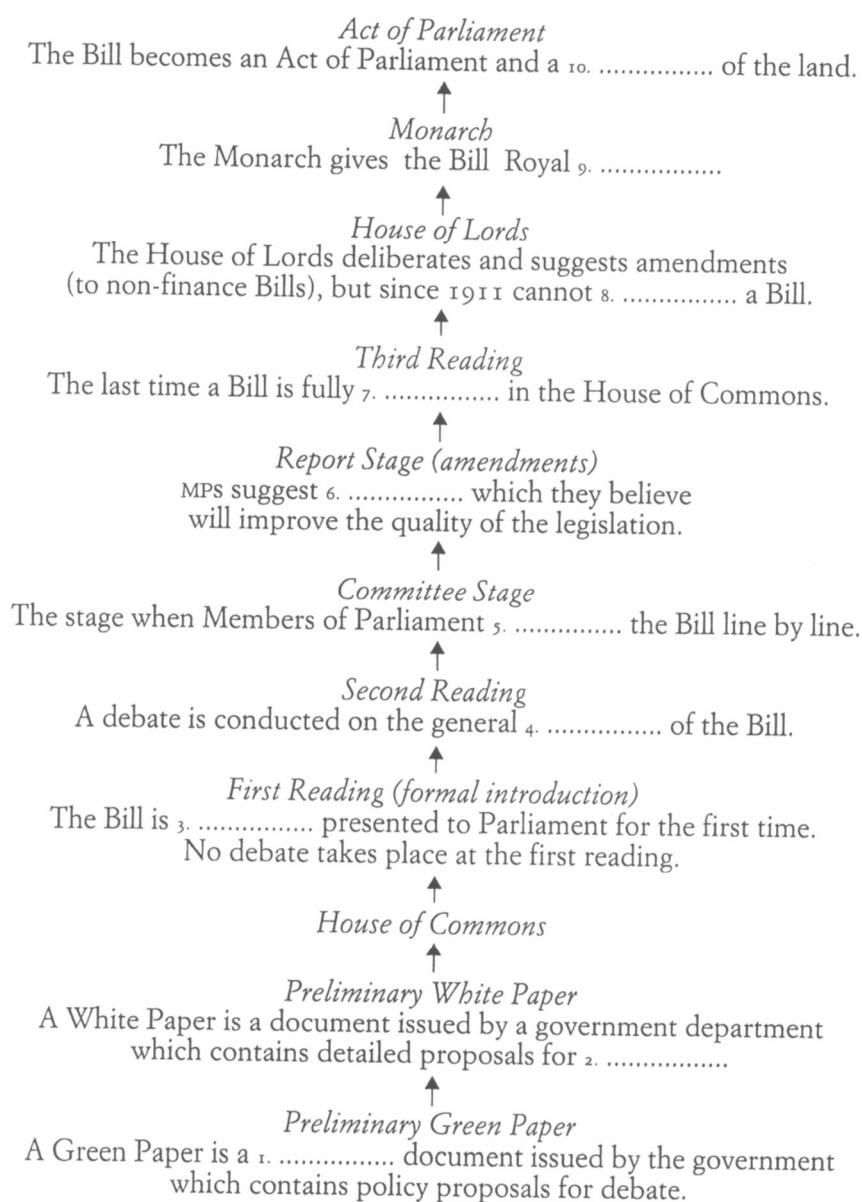 Act of Parliament
The Bill becomes an Act of Parliament and a 10. ................. of the land.
Monarch
The Monarch gives the Bill Royal 9. ..................
House of Lords
The House of Lords deliberates and suggests amendments
(to non-finance Bills), but since 1911 cannot 8. ................. a Bill.
Third Reading
The last time a Bill is fully 7. ................. in the House of Commons.
Report Stage (amendments)
MPs suggest 6. ................. which they believe
will improve the quality of the legislation.
Committee Stage
The stage when Members of Parliament 5. ................ the Bill line by line.
Second Reading
A debate is conducted on the general 4. ................. of the Bill.
First Reading (formal introduction)
The Bill is 3. ................. presented to Parliament for the first time.
No debate takes place at the first reading.
House of Commons
Preliminary White Paper
A White Paper is a document issued by a government department
which contains detailed proposals for 2. ..................
Preliminary Green Paper
A Green Paper is a 1. ................. document issued by the government
which contains policy proposals for debate.